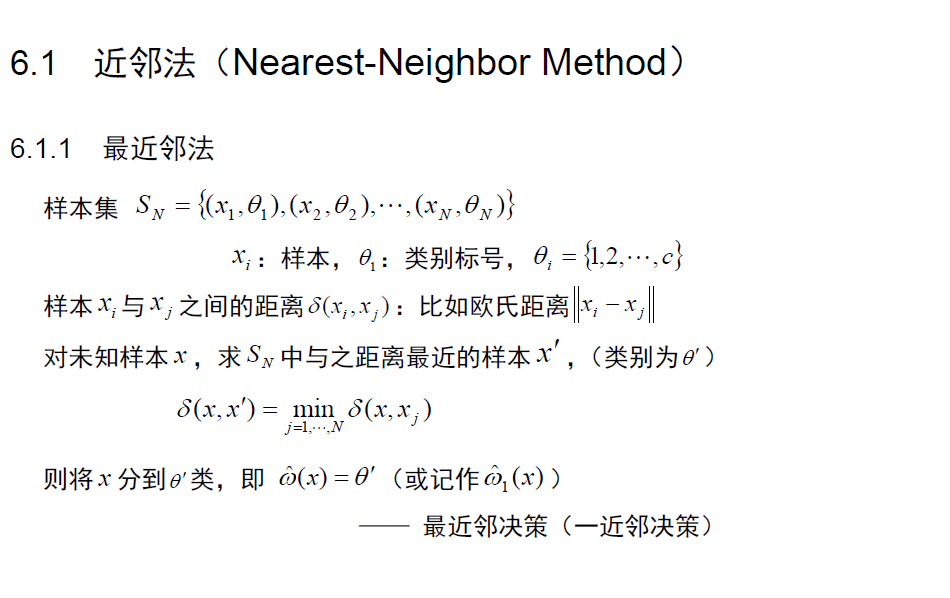 6.1 近邻法（Nearest-Neighbor Method）
6.1.1 最近邻法
样本集 S_N = {(x_1,θ_1),(x_2,θ_2),⋯,(x_N,θ_N)}
x_i：样本，θ_1：类别标号，θ_i = {1,2,⋯,c}
样本 x_i 与 x_j 之间的距离 δ(x_i,x_j)：比如欧氏距离‖x_i − x_j‖
对未知样本 x，求 S_N 中与之距离最近的样本 x′，（类别为 θ′）
δ(x,x′) = min_{j=1,⋯,N} δ(x,x_j)
则将 x 分到 θ′ 类，即 ω̂(x) = θ′（或记作 ω̂_1(x)）
—— 最近邻决策（一近邻决策）